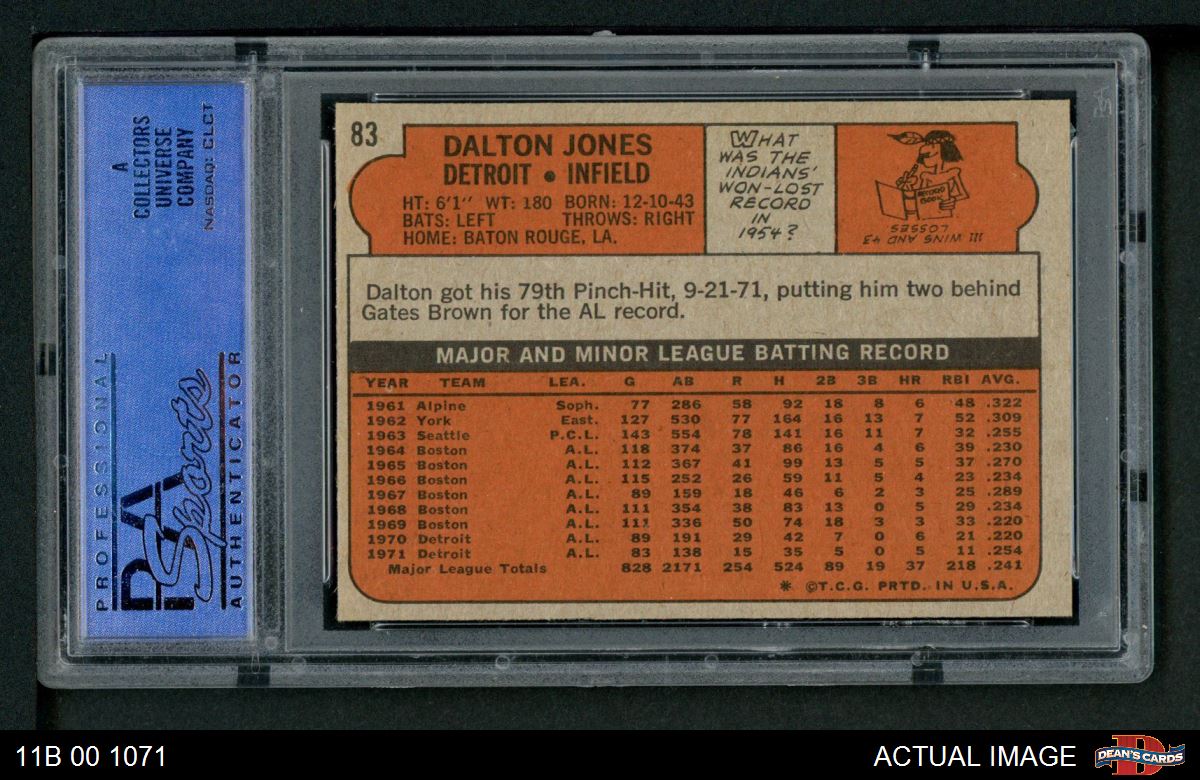 A
COLLECTORS
UNIVERSE
COMPANY
NASDAQ: CLCT
PROFESSIONAL
PSA
Sports
AUTHENTICATOR
83
DALTON JONES
DETROIT • INFIELD
HT: 6'1" WT: 180 BORN: 12-10-43
BATS: LEFT THROWS: RIGHT
HOME: BATON ROUGE, LA.
WHAT
WAS THE
INDIANS'
WON-LOST
RECORD
IN
1954?
RECORD
BOOK
111 WINS AND 43
LOSSES
Dalton got his 79th Pinch-Hit, 9-21-71, putting him two behind
Gates Brown for the AL record.
MAJOR AND MINOR LEAGUE BATTING RECORD
YEAR TEAM LEA. G AB R H 2B 3B HR RBI AVG.
1961 Alpine Soph. 77 286 58 92 18 8 6 48 .322
1962 York East. 127 530 77 164 16 13 7 52 .309
1963 Seattle P.C.L. 143 554 78 141 16 11 7 32 .255
1964 Boston A.L. 118 374 37 86 16 4 6 39 .230
1965 Boston A.L. 112 367 41 99 13 5 5 37 .270
1966 Boston A.L. 115 252 26 59 11 5 4 23 .234
1967 Boston A.L. 89 159 18 46 6 2 3 25 .289
1968 Boston A.L. 111 354 38 83 13 0 5 29 .234
1969 Boston A.L. 111 336 50 74 18 3 3 33 .220
1970 Detroit A.L. 89 191 29 42 7 0 6 21 .220
1971 Detroit A.L. 83 138 15 35 5 0 5 11 .254
Major League Totals 828 2171 254 524 89 19 37 218 .241
* ©T.C.G. PRTD. IN U.S.A.
11B 00 1071
ACTUAL IMAGE
D
DEAN'S CARDS